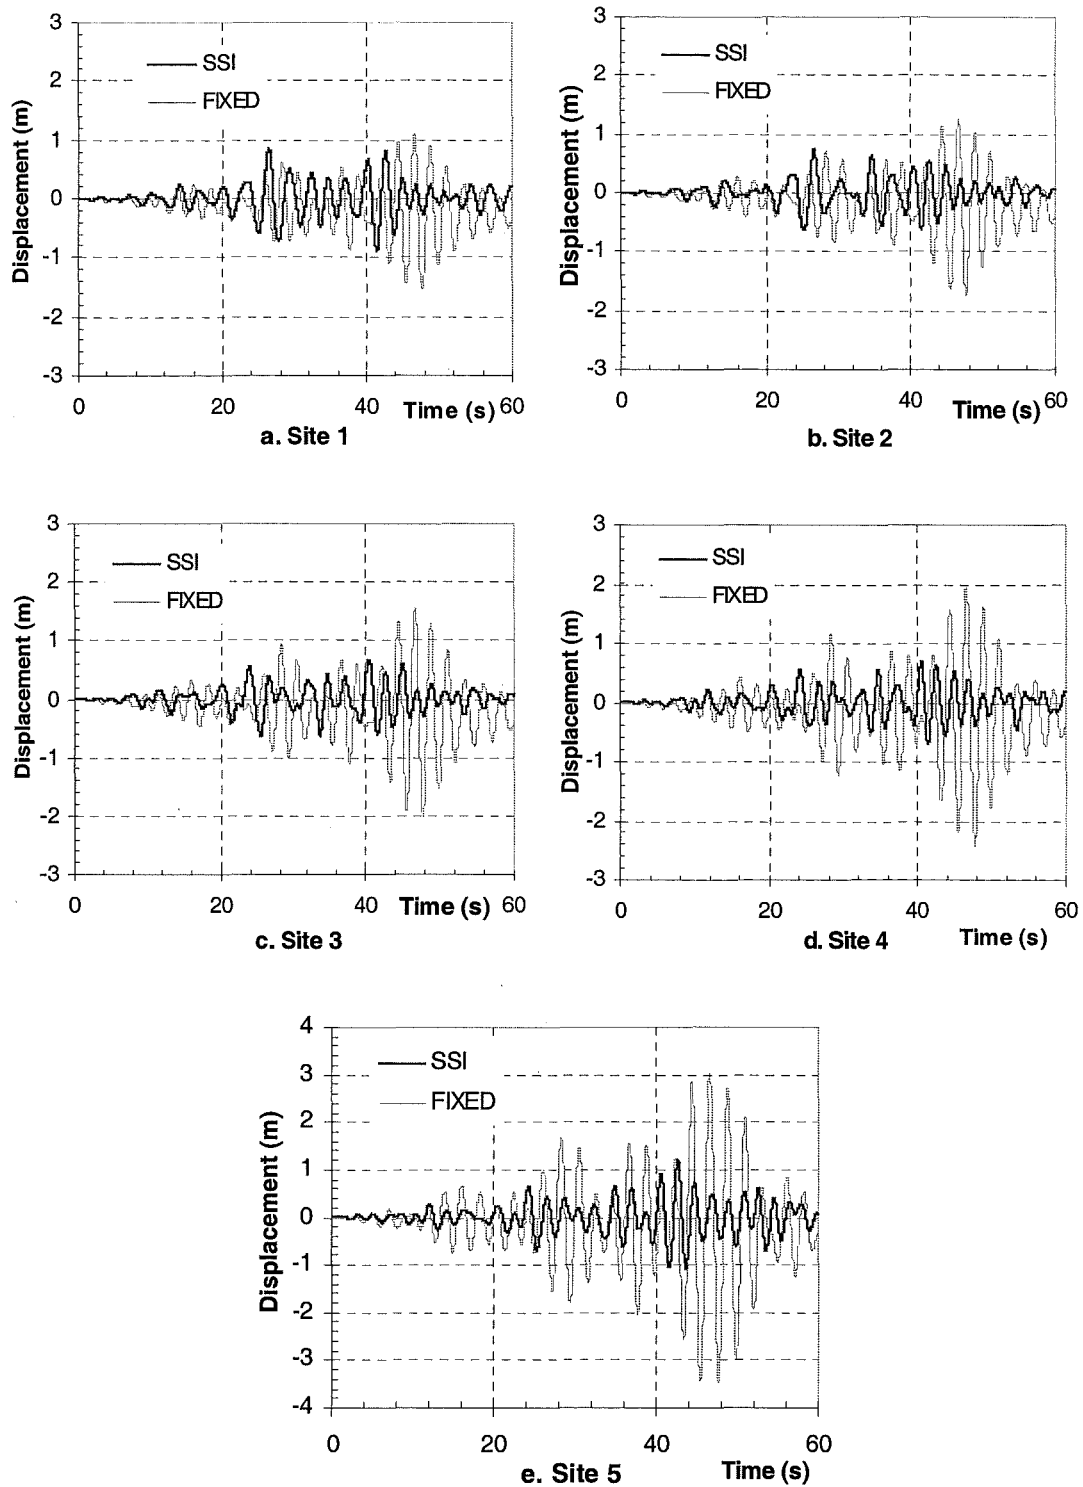 3
2
1
0
-1
-2
-3
Displacement (m)
SSI
FIXED
0
20
40
Time (s)
60
a. Site 1
3
2
1
0
-1
-2
-3
Displacement (m)
SSI
FIXED
0
20
40
Time (s)
60
b. Site 2
3
2
1
0
-1
-2
-3
Displacement (m)
SSI
FIXED
0
20
40
Time (s)
60
c. Site 3
3
2
1
0
-1
-2
-3
Displacement (m)
SSI
FIXED
0
20
40
60
d. Site 4
Time (s)
4
3
2
1
0
-1
-2
-3
-4
Displacement (m)
SSI
FIXED
0
20
40
60
e. Site 5
Time (s)